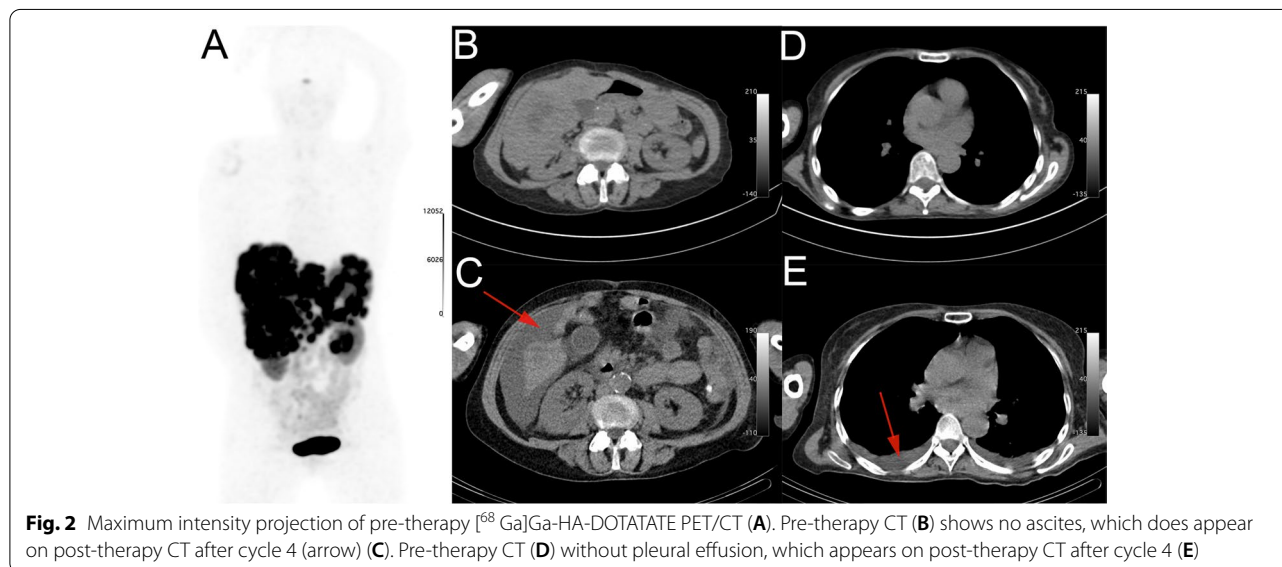 A
12052
6026
0
B
210
35
-140
D
215
40
-135
C
190
40
-110
E
215
40
-135
Fig. 2 Maximum intensity projection of pre-therapy [68 Ga]Ga-HA-DOTATATE PET/CT (A). Pre-therapy CT (B) shows no ascites, which does appear
on post-therapy CT after cycle 4 (arrow) (C). Pre-therapy CT (D) without pleural effusion, which appears on post-therapy CT after cycle 4 (E)